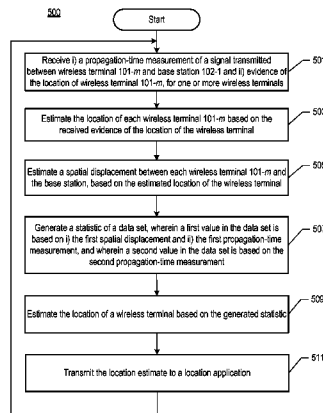 500
Start
Receive i) a propagation-time measurement of a signal transmitted
between wireless terminal 101-m and base station 102-1 and ii) evidence of
the location of wireless terminal 101-m, for one or more wireless terminals
501
Estimate the location of each wireless terminal 101-m based on the
received evidence of the location of the wireless terminal
503
Estimate a spatial displacement between each wireless terminal 101-m and
the base station, based on the estimated location of the wireless terminal
505
Generate a statistic of a data set, wherein a first value in the data set is
based on i) the first spatial displacement and ii) the first propagation-time
measurement, and wherein a second value in the data set is based on the
second propagation-time measurement
507
Estimate the location of a wireless terminal based on the generated statistic
509
Transmit the location estimate to a location application
511